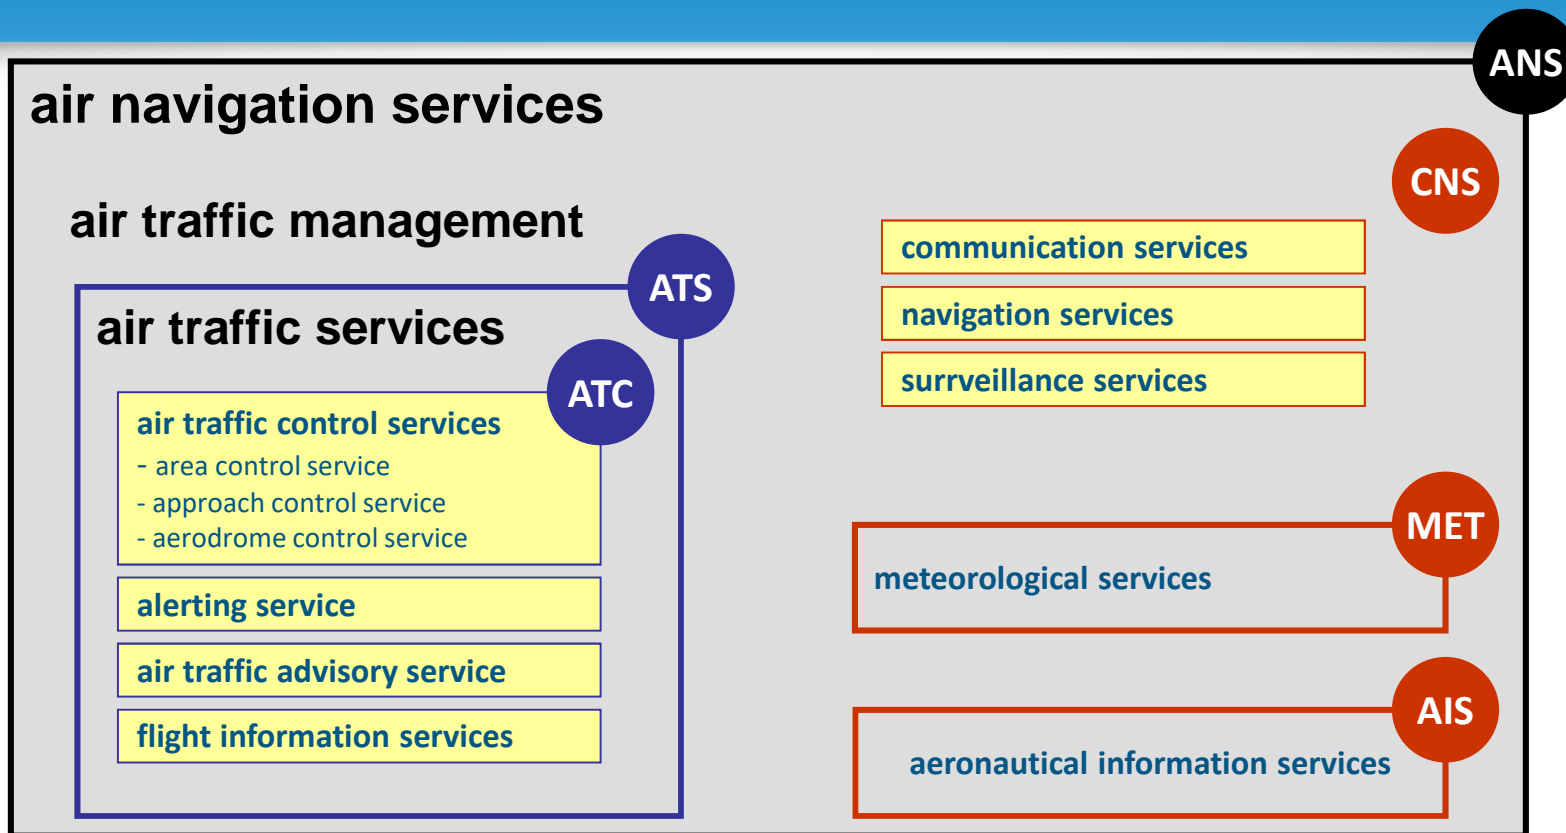 ANS
air navigation services
CNS
air traffic management
communication services
ATS
navigation services
air traffic services
surrveillance services
ATC
air traffic control services
- area control service
- approach control service
- aerodrome control service
MET
meteorological services
alerting service
air traffic advisory service
AIS
flight information services
aeronautical information services